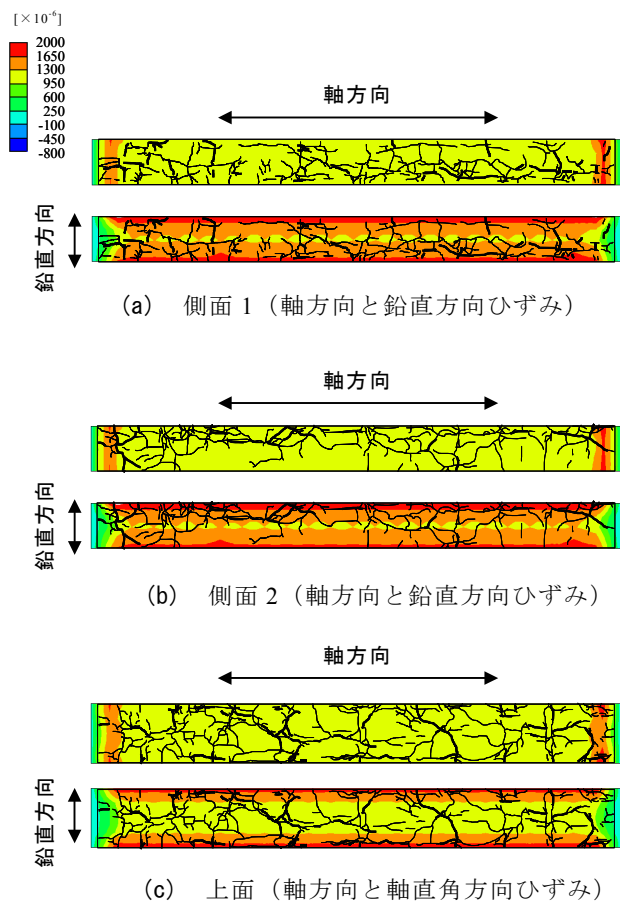 [×10⁻⁶]
2000
1650
1300
950
600
250
-100
-450
-800
軸方向
鉛直方向
(a) 側面 1（軸方向と鉛直方向ひずみ）
軸方向
鉛直方向
(b) 側面 2（軸方向と鉛直方向ひずみ）
軸方向
鉛直方向
(c) 上面（軸方向と軸直角方向ひずみ）